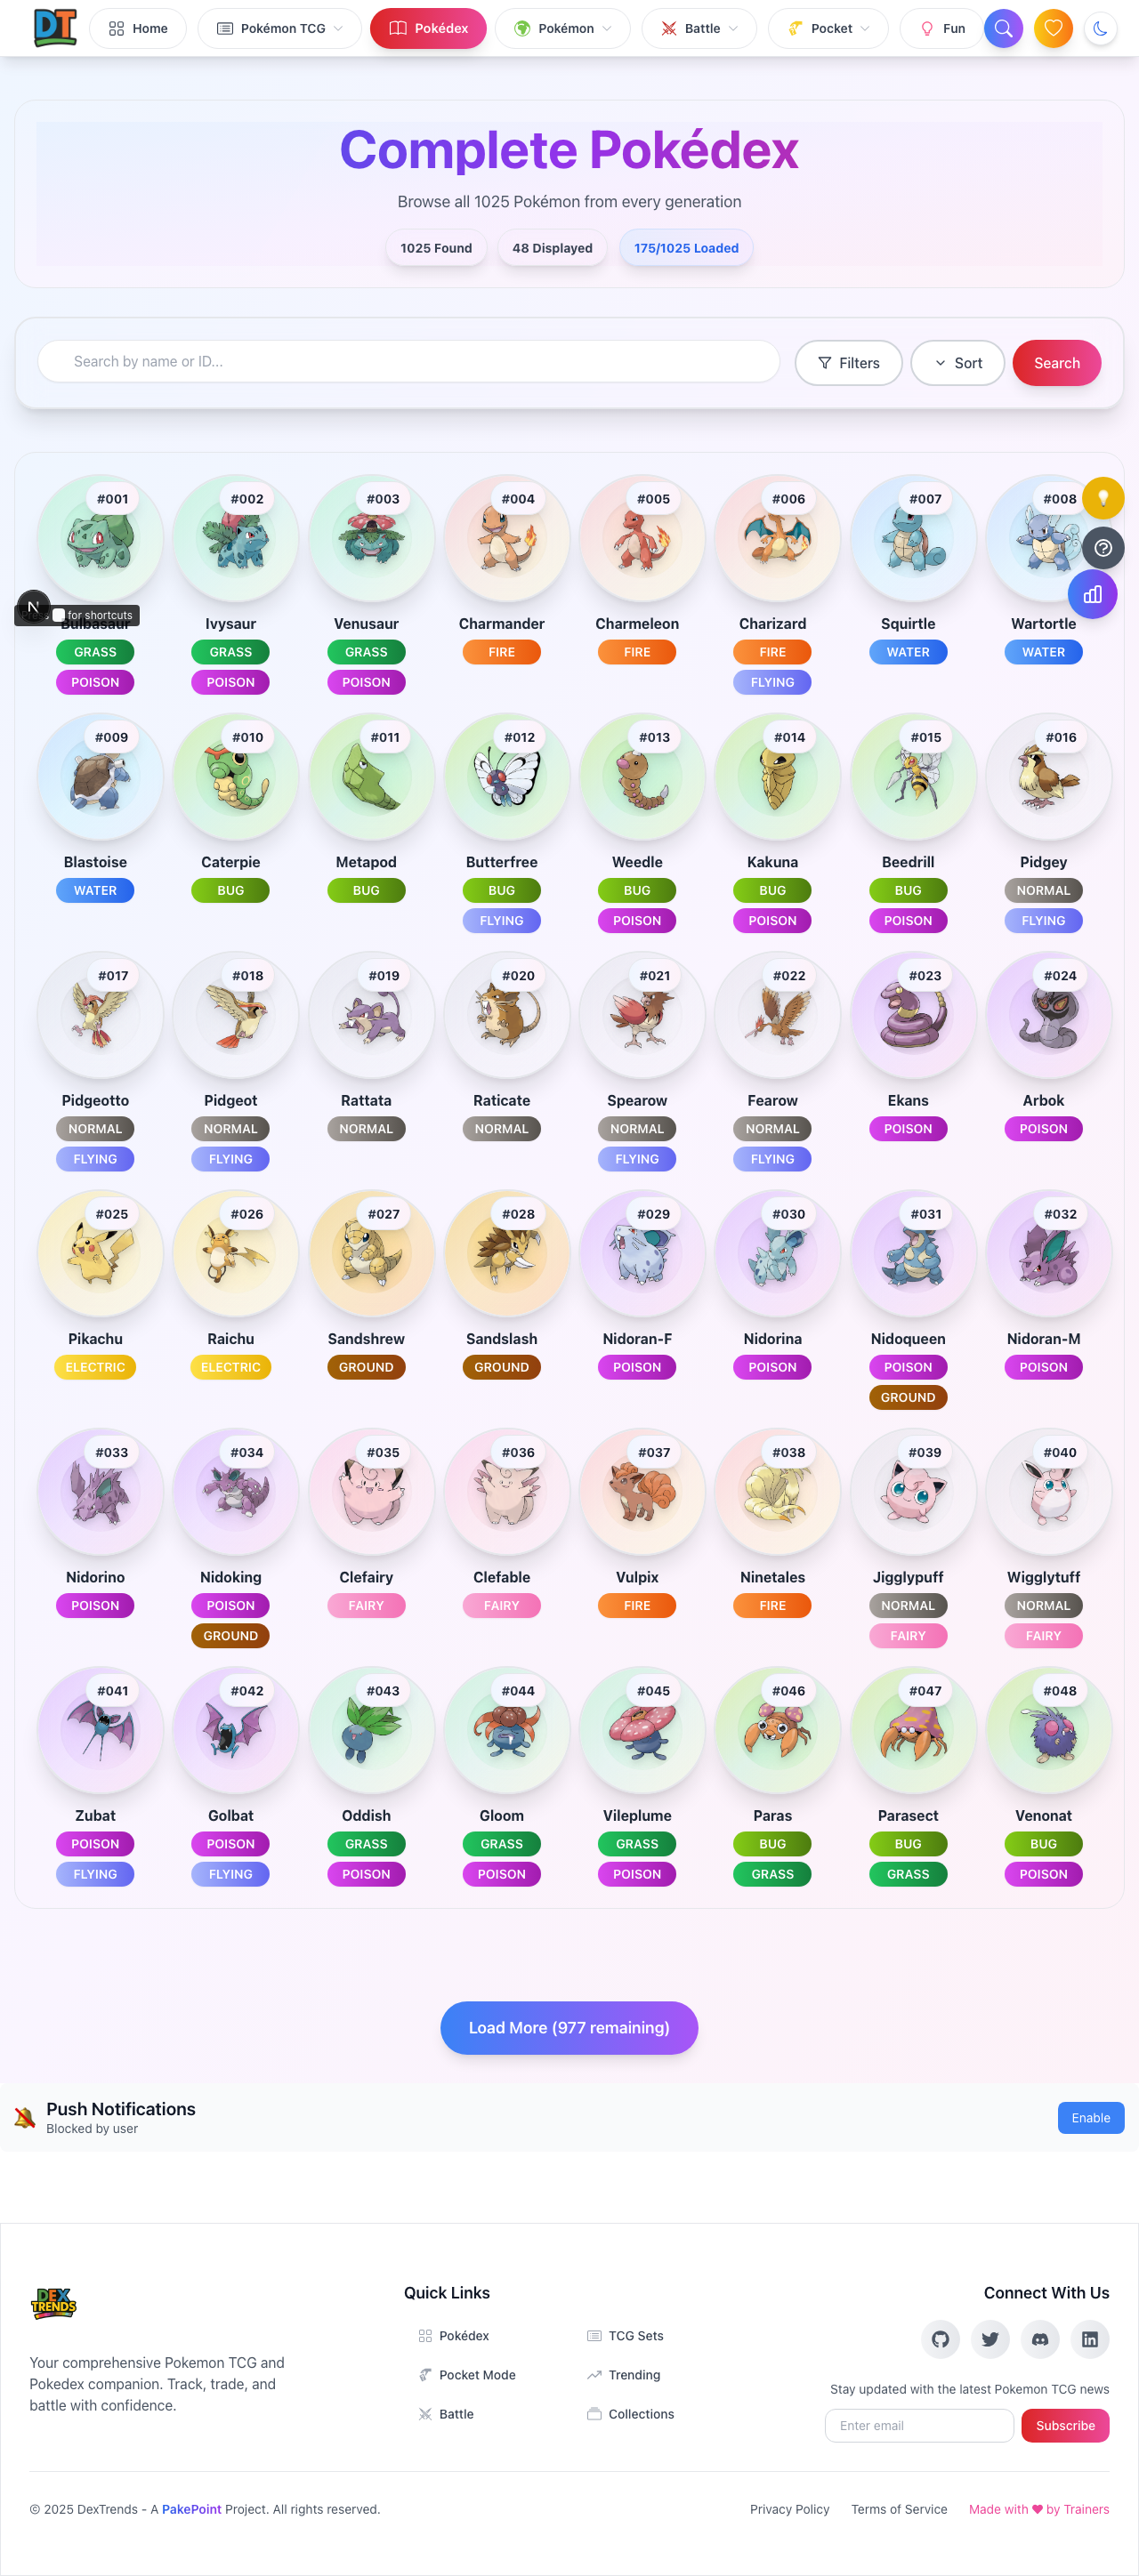 DT
Home
Pokémon TCG
Pokédex
Pokémon
Battle
Pocket
Fun
Complete Pokédex
Browse all 1025 Pokémon from every generation
1025 Found
48 Displayed
175/1025 Loaded
Search by name or ID...
Filters
Sort
Search
#001 #002 #003 #004 #005 #006 #007 #008
N
for shortcuts
Bulbasaur Ivysaur Venusaur Charmander Charmeleon Charizard Squirtle Wartortle
GRASS GRASS GRASS FIRE FIRE FIRE WATER WATER
POISON POISON POISON FLYING
#009 #010 #011 #012 #013 #014 #015 #016
Blastoise Caterpie Metapod Butterfree Weedle Kakuna Beedrill Pidgey
WATER BUG BUG BUG BUG BUG BUG NORMAL
FLYING POISON POISON POISON FLYING
#017 #018 #019 #020 #021 #022 #023 #024
Pidgeotto Pidgeot Rattata Raticate Spearow Fearow Ekans Arbok
NORMAL NORMAL NORMAL NORMAL NORMAL NORMAL POISON POISON
FLYING FLYING FLYING FLYING
#025 #026 #027 #028 #029 #030 #031 #032
Pikachu Raichu Sandshrew Sandslash Nidoran-F Nidorina Nidoqueen Nidoran-M
ELECTRIC ELECTRIC GROUND GROUND POISON POISON POISON POISON
GROUND
#033 #034 #035 #036 #037 #038 #039 #040
Nidorino Nidoking Clefairy Clefable Vulpix Ninetales Jigglypuff Wigglytuff
POISON POISON FAIRY FAIRY FIRE FIRE NORMAL NORMAL
GROUND FAIRY FAIRY
#041 #042 #043 #044 #045 #046 #047 #048
Zubat Golbat Oddish Gloom Vileplume Paras Parasect Venonat
POISON POISON GRASS GRASS GRASS BUG BUG BUG
FLYING FLYING POISON POISON POISON GRASS GRASS POISON
Load More (977 remaining)
Push Notifications
Blocked by user
Enable
DEX
TRENDS
Your comprehensive Pokemon TCG and
Pokedex companion. Track, trade, and
battle with confidence.
Quick Links
Pokédex
TCG Sets
Pocket Mode
Trending
Battle
Collections
Connect With Us
Stay updated with the latest Pokemon TCG news
Enter email
Subscribe
© 2025 DexTrends - A PakePoint Project. All rights reserved.
Privacy Policy
Terms of Service
Made with ♥ by Trainers